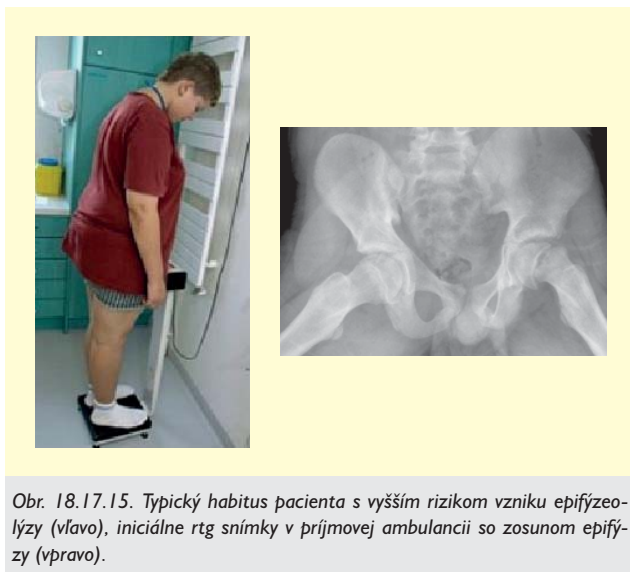 Obr. 18.17.15. Typický habitus pacienta s vyšším rizikom vzniku epifýzeo-
lýzy (vľavo), iniciálne rtg snímky v príjmovej ambulancii so zosunom epifý-
zy (vpravo).